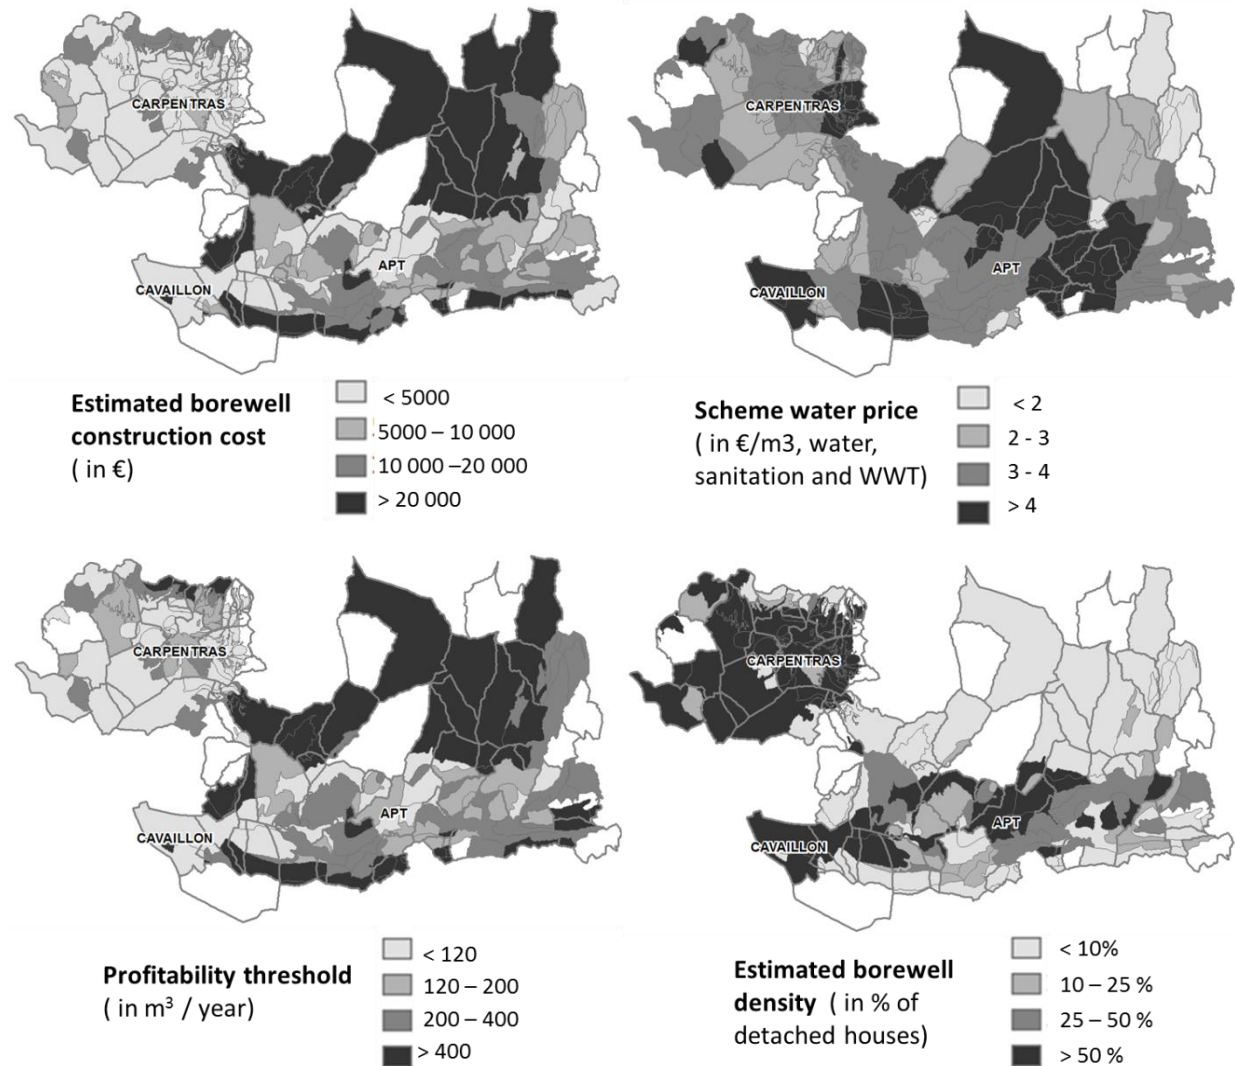 CARPENTRAS
APT
CAVAILLON
Estimated borewell
construction cost
( in €)
< 5000
5000 – 10 000
10 000 –20 000
> 20 000
CARPENTRAS
APT
CAVAILLON
Scheme water price
( in €/m3, water,
sanitation and WWT)
< 2
2 - 3
3 - 4
> 4
CARPENTRAS
APT
CAVAILLON
Profitability threshold
( in m³ / year)
< 120
120 – 200
200 – 400
> 400
CARPENTRAS
APT
CAVAILLON
Estimated borewell
density ( in % of
detached houses)
< 10%
10 – 25 %
25 – 50 %
> 50 %